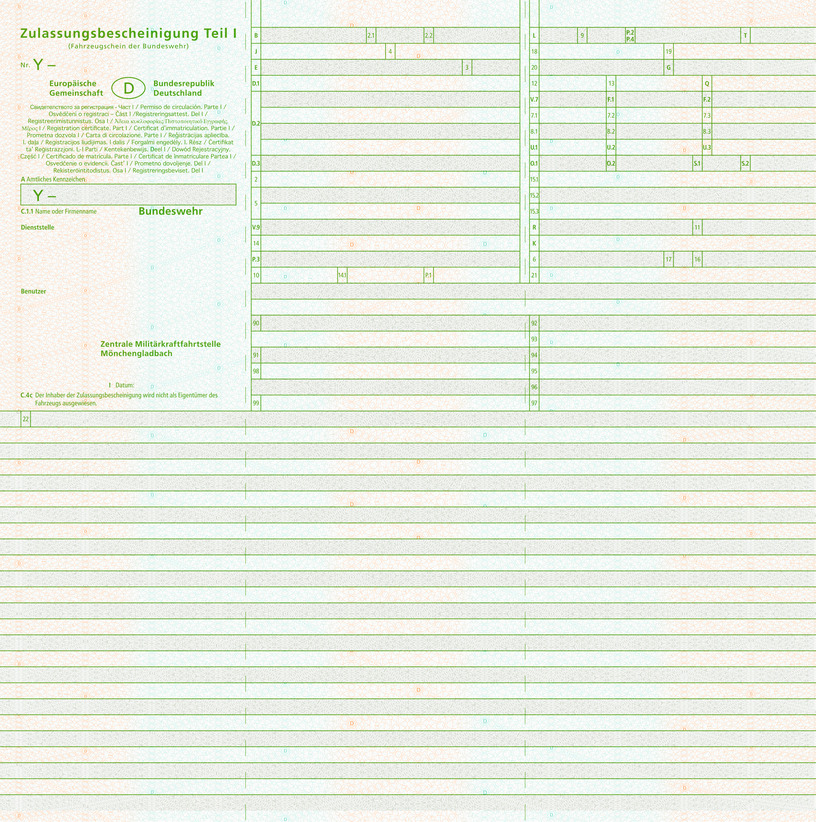 Zulassungsbescheinigung Teil I
(Fahrzeugschein der Bundeswehr)
Nr. Y –
Europäische Gemeinschaft
D
Bundesrepublik Deutschland
Свидетелството за регистрация - Част I / Permiso de circulación. Parte I /
Osvědčení o registraci – Část I /Registreringsattest. Del I /
Registreerimistunnistus. Osa I / Άδεια κυκλοφορίας/Πιστοποιητικό Εγγραφής.
Μέρος I / Registration certificate. Part I / Certificat d'immatriculation. Partie I /
Prometna dozvola I / Carta di circolazione. Parte I / Reģistrācijas apliecība.
I. daļa / Registracijos liudijimas. I dalis / Forgalmi engedély. I. Rész / Ċertifikat
ta' Reġistrazzjoni. L-I Parti / Kentekenbewijs. Deel I / Dowód Rejestracyjny.
Część I / Certificado de matrícula. Parte I / Certificat de înmatriculare Partea I /
Osvedčenie o evidencii. Časť I / Prometno dovoljenje. Del I /
Rekisteröintitodistus. Osa I / Registreringsbeviset. Del I
A Amtliches Kennzeichen:
Y –
C.1.1 Name oder Firmenname Bundeswehr
Dienststelle
Benutzer
Zentrale Militärkraftfahrtstelle
Mönchengladbach
I Datum:
C.4c Der Inhaber der Zulassungsbescheinigung wird nicht als Eigentümer des
Fahrzeugs ausgewiesen.
B 2.1 2.2
J 4
E 3
D.1
D.2
D.3
2
5
V.9
14
P.3
10 14.1 P.1
90
91
98
99
L 9 P.2 P.4 T
18 19
20 G
12 13 Q
V.7 F.1 F.2
7.1 7.2 7.3
8.1 8.2 8.3
U.1 U.2 U.3
O.1 O.2 S.1 S.2
15.1
15.2
15.3
R 11
K
6 17 16
21
92
93
94
95
96
97
22